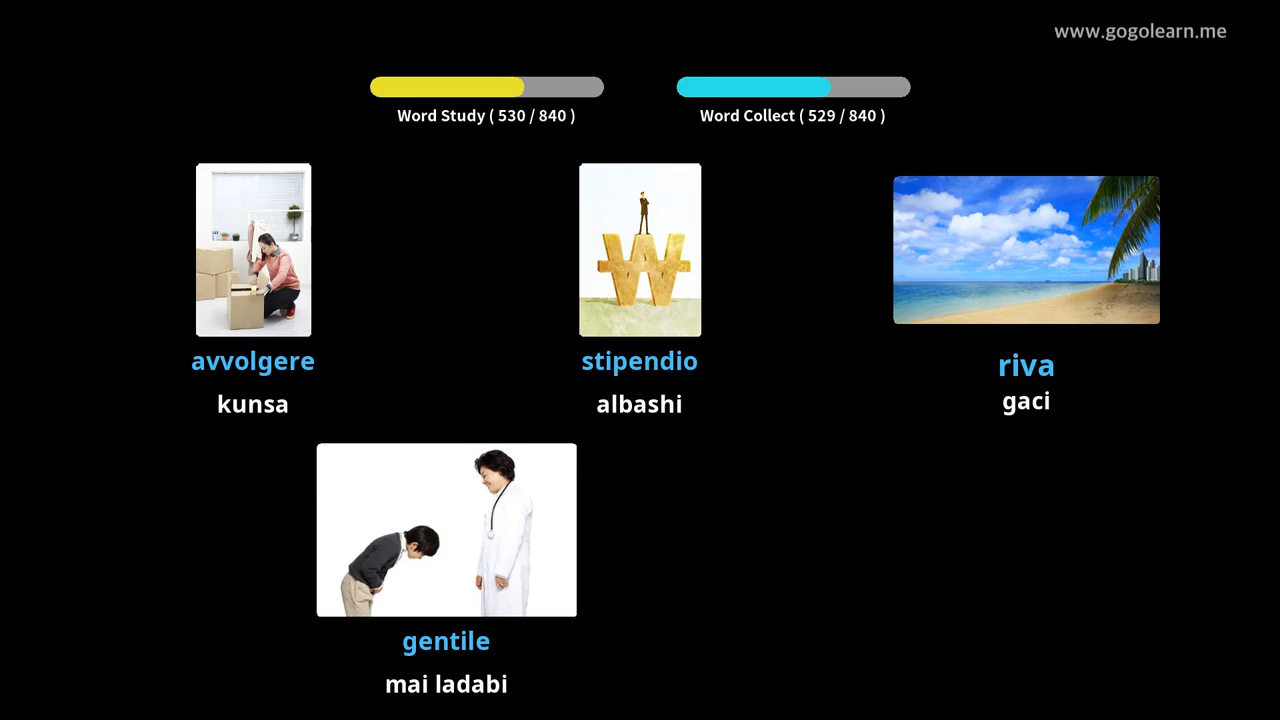 www.gogolearn.me
Word Study ( 530 / 840 )
Word Collect ( 529 / 840 )
avvolgere
kunsa
stipendio
albashi
riva
gaci
gentile
mai ladabi